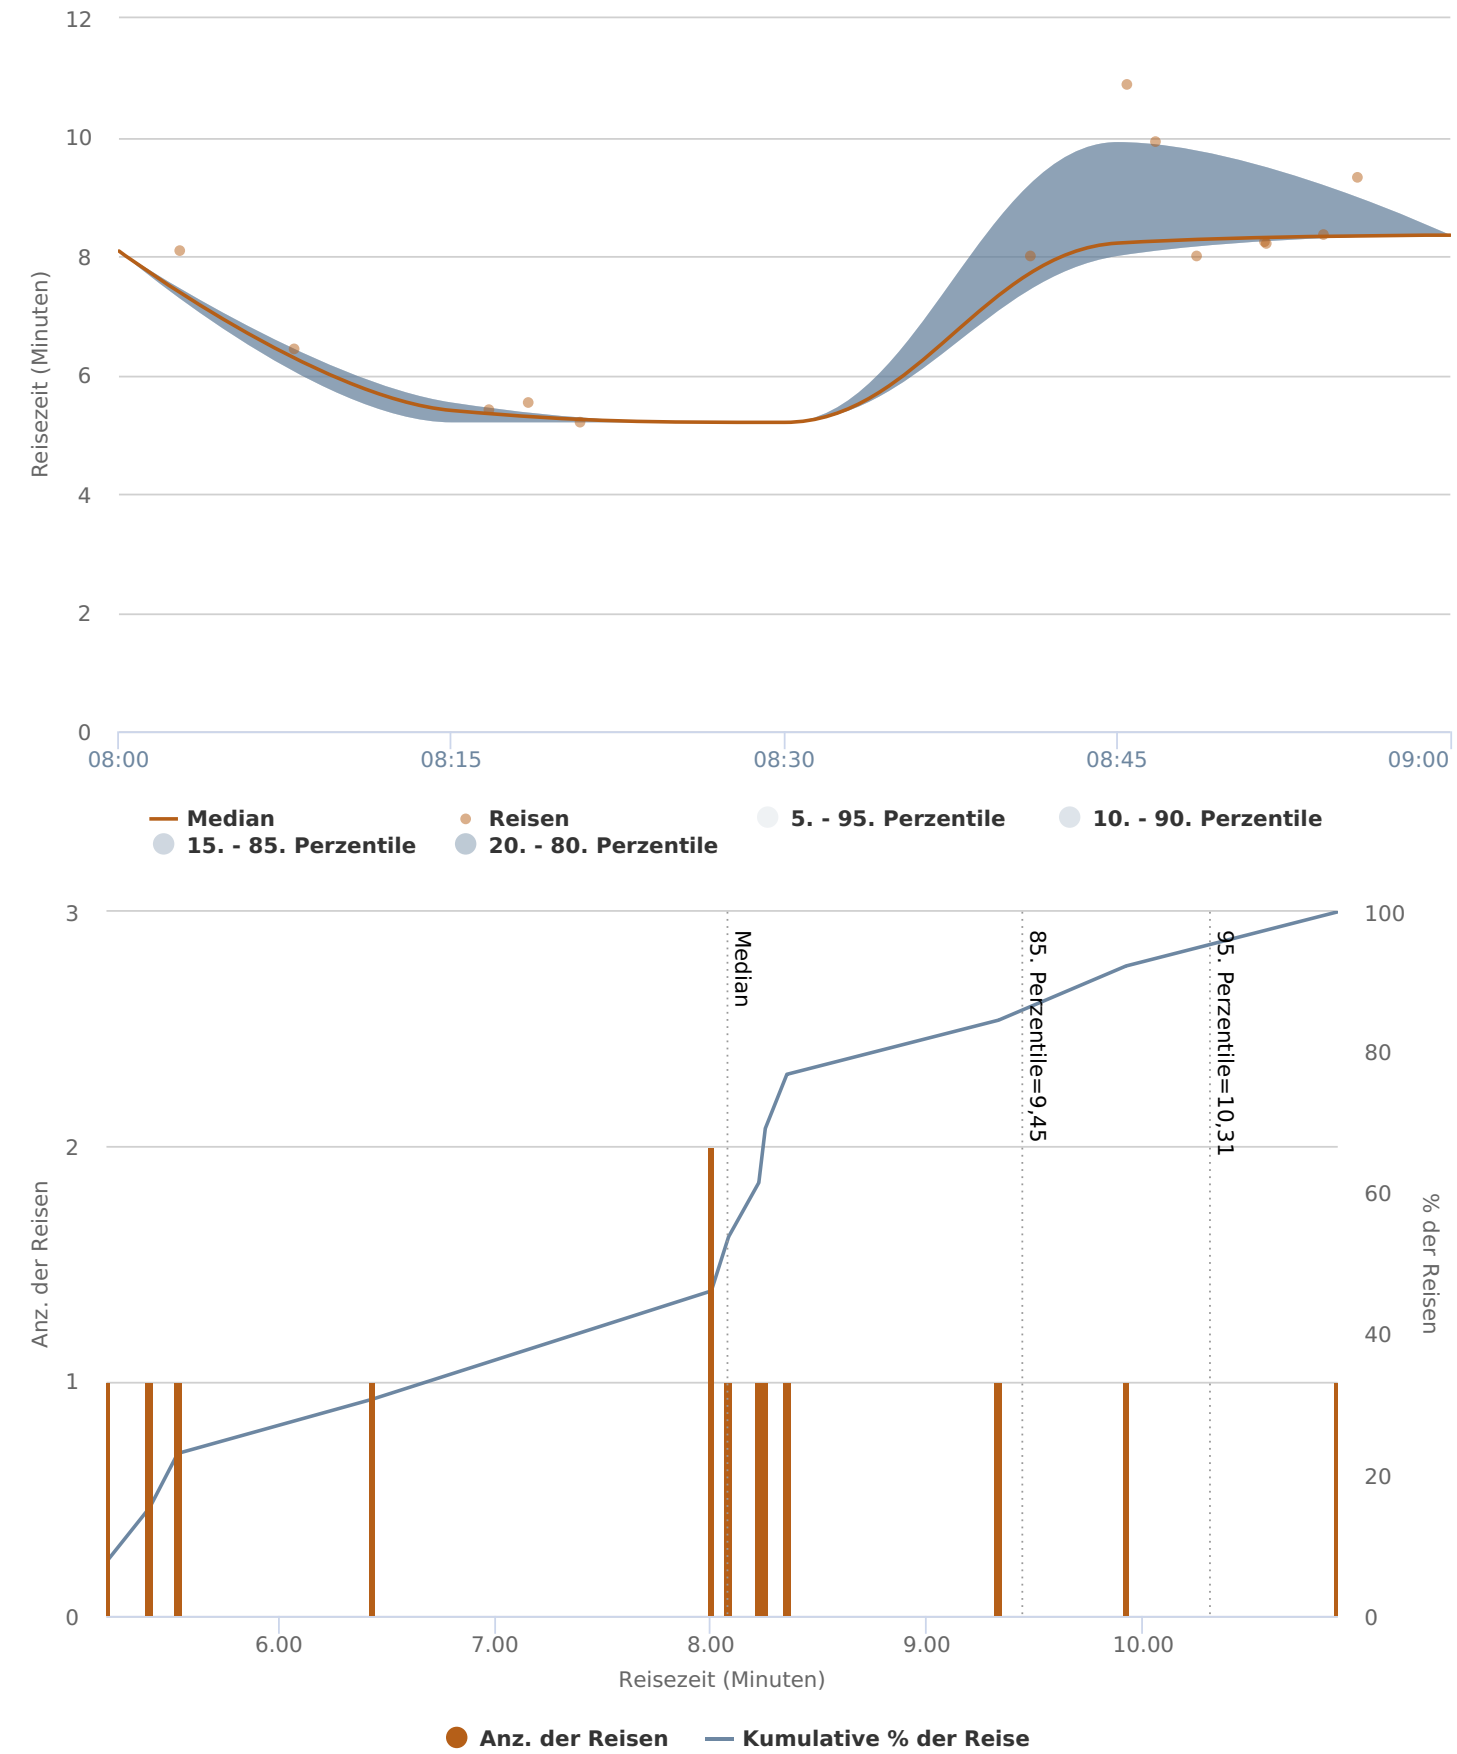 12
10
8
6
4
2
0
Reisezeit (Minuten)
08:00 08:15 08:30 08:45 09:00
Median Reisen 5. - 95. Perzentile 10. - 90. Perzentile
15. - 85. Perzentile 20. - 80. Perzentile
3
2
1
0
Anz. der Reisen
Median
85. Perzentile=9,45
95. Perzentile=10,31
100
80
60
40
20
0
% der Reisen
6.00 7.00 8.00 9.00 10.00
Reisezeit (Minuten)
Anz. der Reisen Kumulative % der Reise